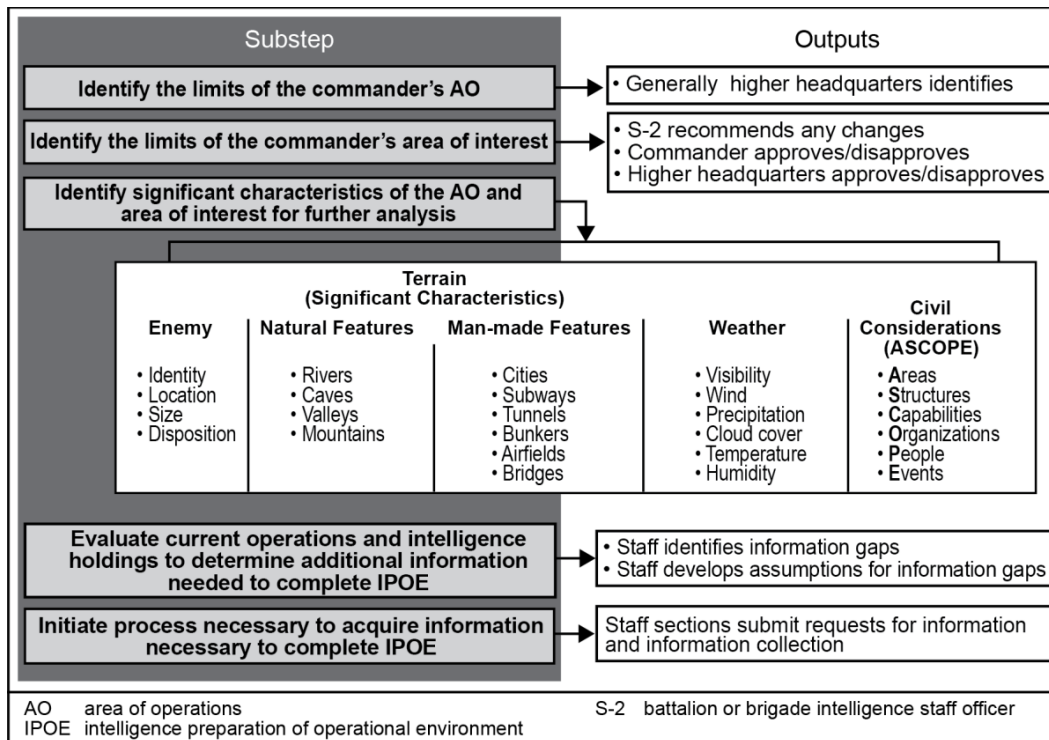 Substep
Outputs
Identify the limits of the commander's AO
• Generally higher headquarters identifies
Identify the limits of the commander's area of interest
• S-2 recommends any changes
• Commander approves/disapproves
• Higher headquarters approves/disapproves
Identify significant characteristics of the AO and
area of interest for further analysis
Terrain
(Significant Characteristics)
Enemy
• Identity
• Location
• Size
• Disposition
Natural Features
• Rivers
• Caves
• Valleys
• Mountains
Man-made Features
• Cities
• Subways
• Tunnels
• Bunkers
• Airfields
• Bridges
Weather
• Visibility
• Wind
• Precipitation
• Cloud cover
• Temperature
• Humidity
Civil
Considerations
(ASCOPE)
• Areas
• Structures
• Capabilities
• Organizations
• People
• Events
Evaluate current operations and intelligence
holdings to determine additional information
needed to complete IPOE
• Staff identifies information gaps
• Staff develops assumptions for information gaps
Initiate process necessary to acquire information
necessary to complete IPOE
Staff sections submit requests for information
and information collection
AO area of operations
IPOE intelligence preparation of operational environment
S-2 battalion or brigade intelligence staff officer